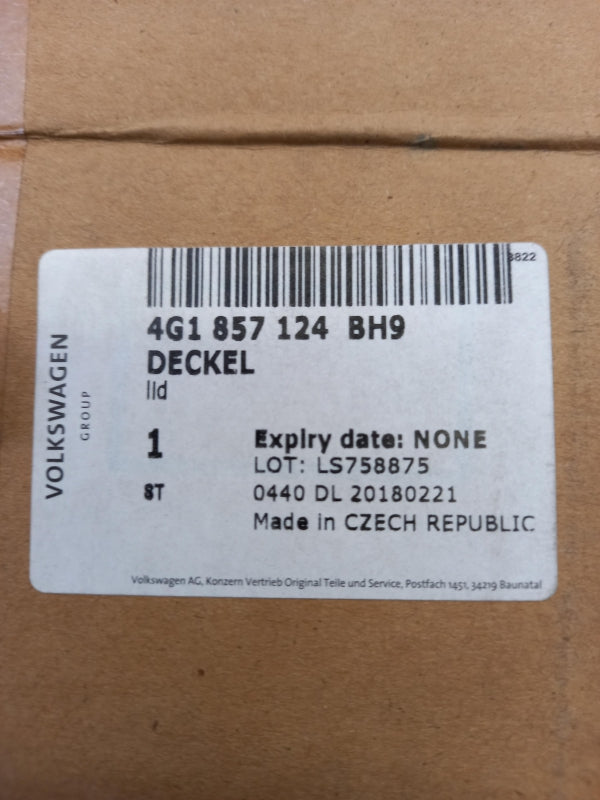 3822
4G1 857 124 BH9
DECKEL
lid
1
Expiry date: NONE
LOT: LS758875
ST
0440 DL 20180221
Made in CZECH REPUBLIC
Volkswagen AG, Konzern Vertrieb Original Teile und Service, Postfach 1451, 34219 Baunatal
VOLKSWAGEN
GROUP